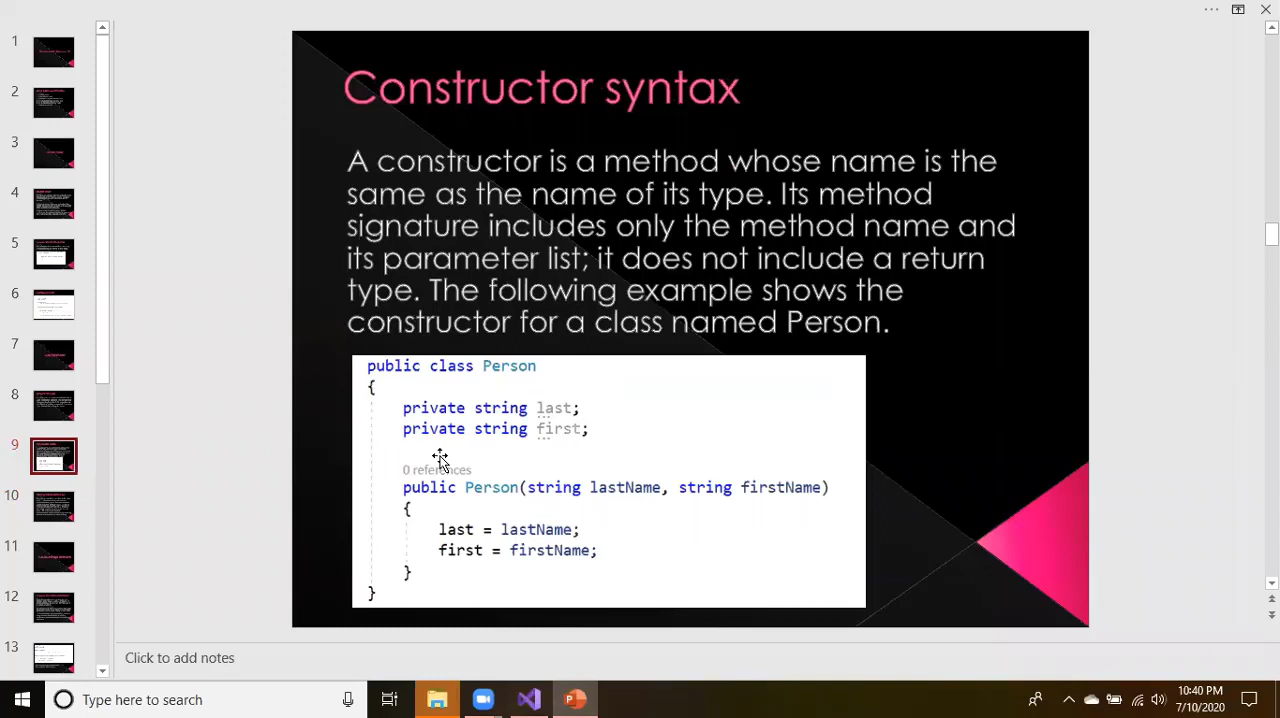 1
2
3
4
5
6
7
8
9
10
11
12
13
Constructor syntax
A constructor is a method whose name is the
same as the name of its type. Its method
signature includes only the method name and
its parameter list; it does not include a return
type. The following example shows the
constructor for a class named Person.
public class Person
{
private string last;
private string first;
0 references
public Person(string lastName, string firstName)
{
last = lastName;
first = firstName;
}
}
Click to add notes
Type here to search
10:40 PM
7/10/2020